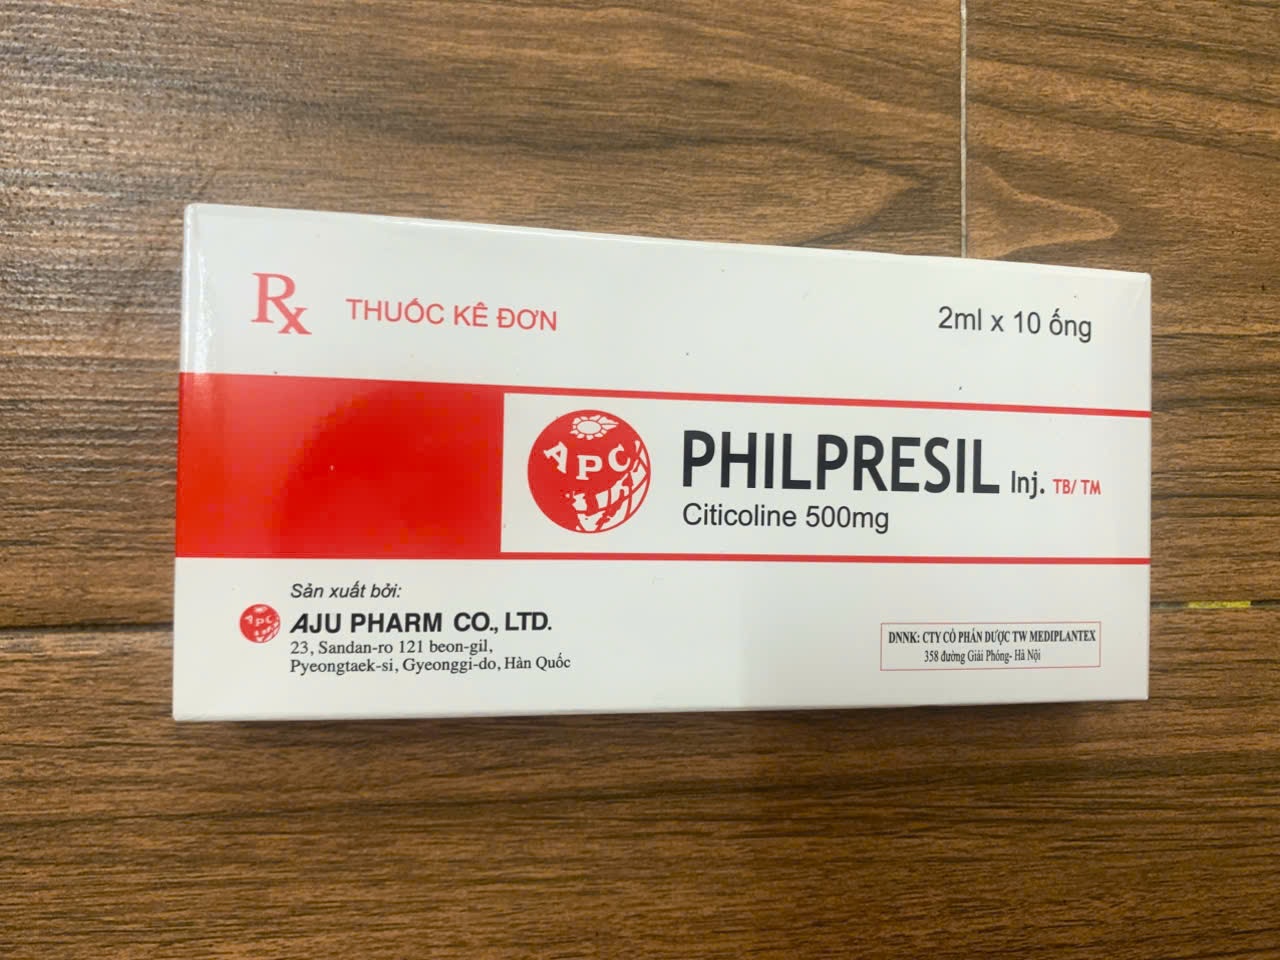 Rx THUỐC KÊ ĐƠN
2ml x 10 ống
APC
PHILPRESIL Inj. TB/ TM
Citicoline 500mg
Sản xuất bởi:
APC
AJU PHARM CO., LTD.
23, Sandan-ro 121 beon-gil,
Pyeongtaek-si, Gyeonggi-do, Hàn Quốc
DNNK: CTY CỔ PHẦN DƯỢC TW MEDIPLANTEX
358 đường Giải Phóng- Hà Nội